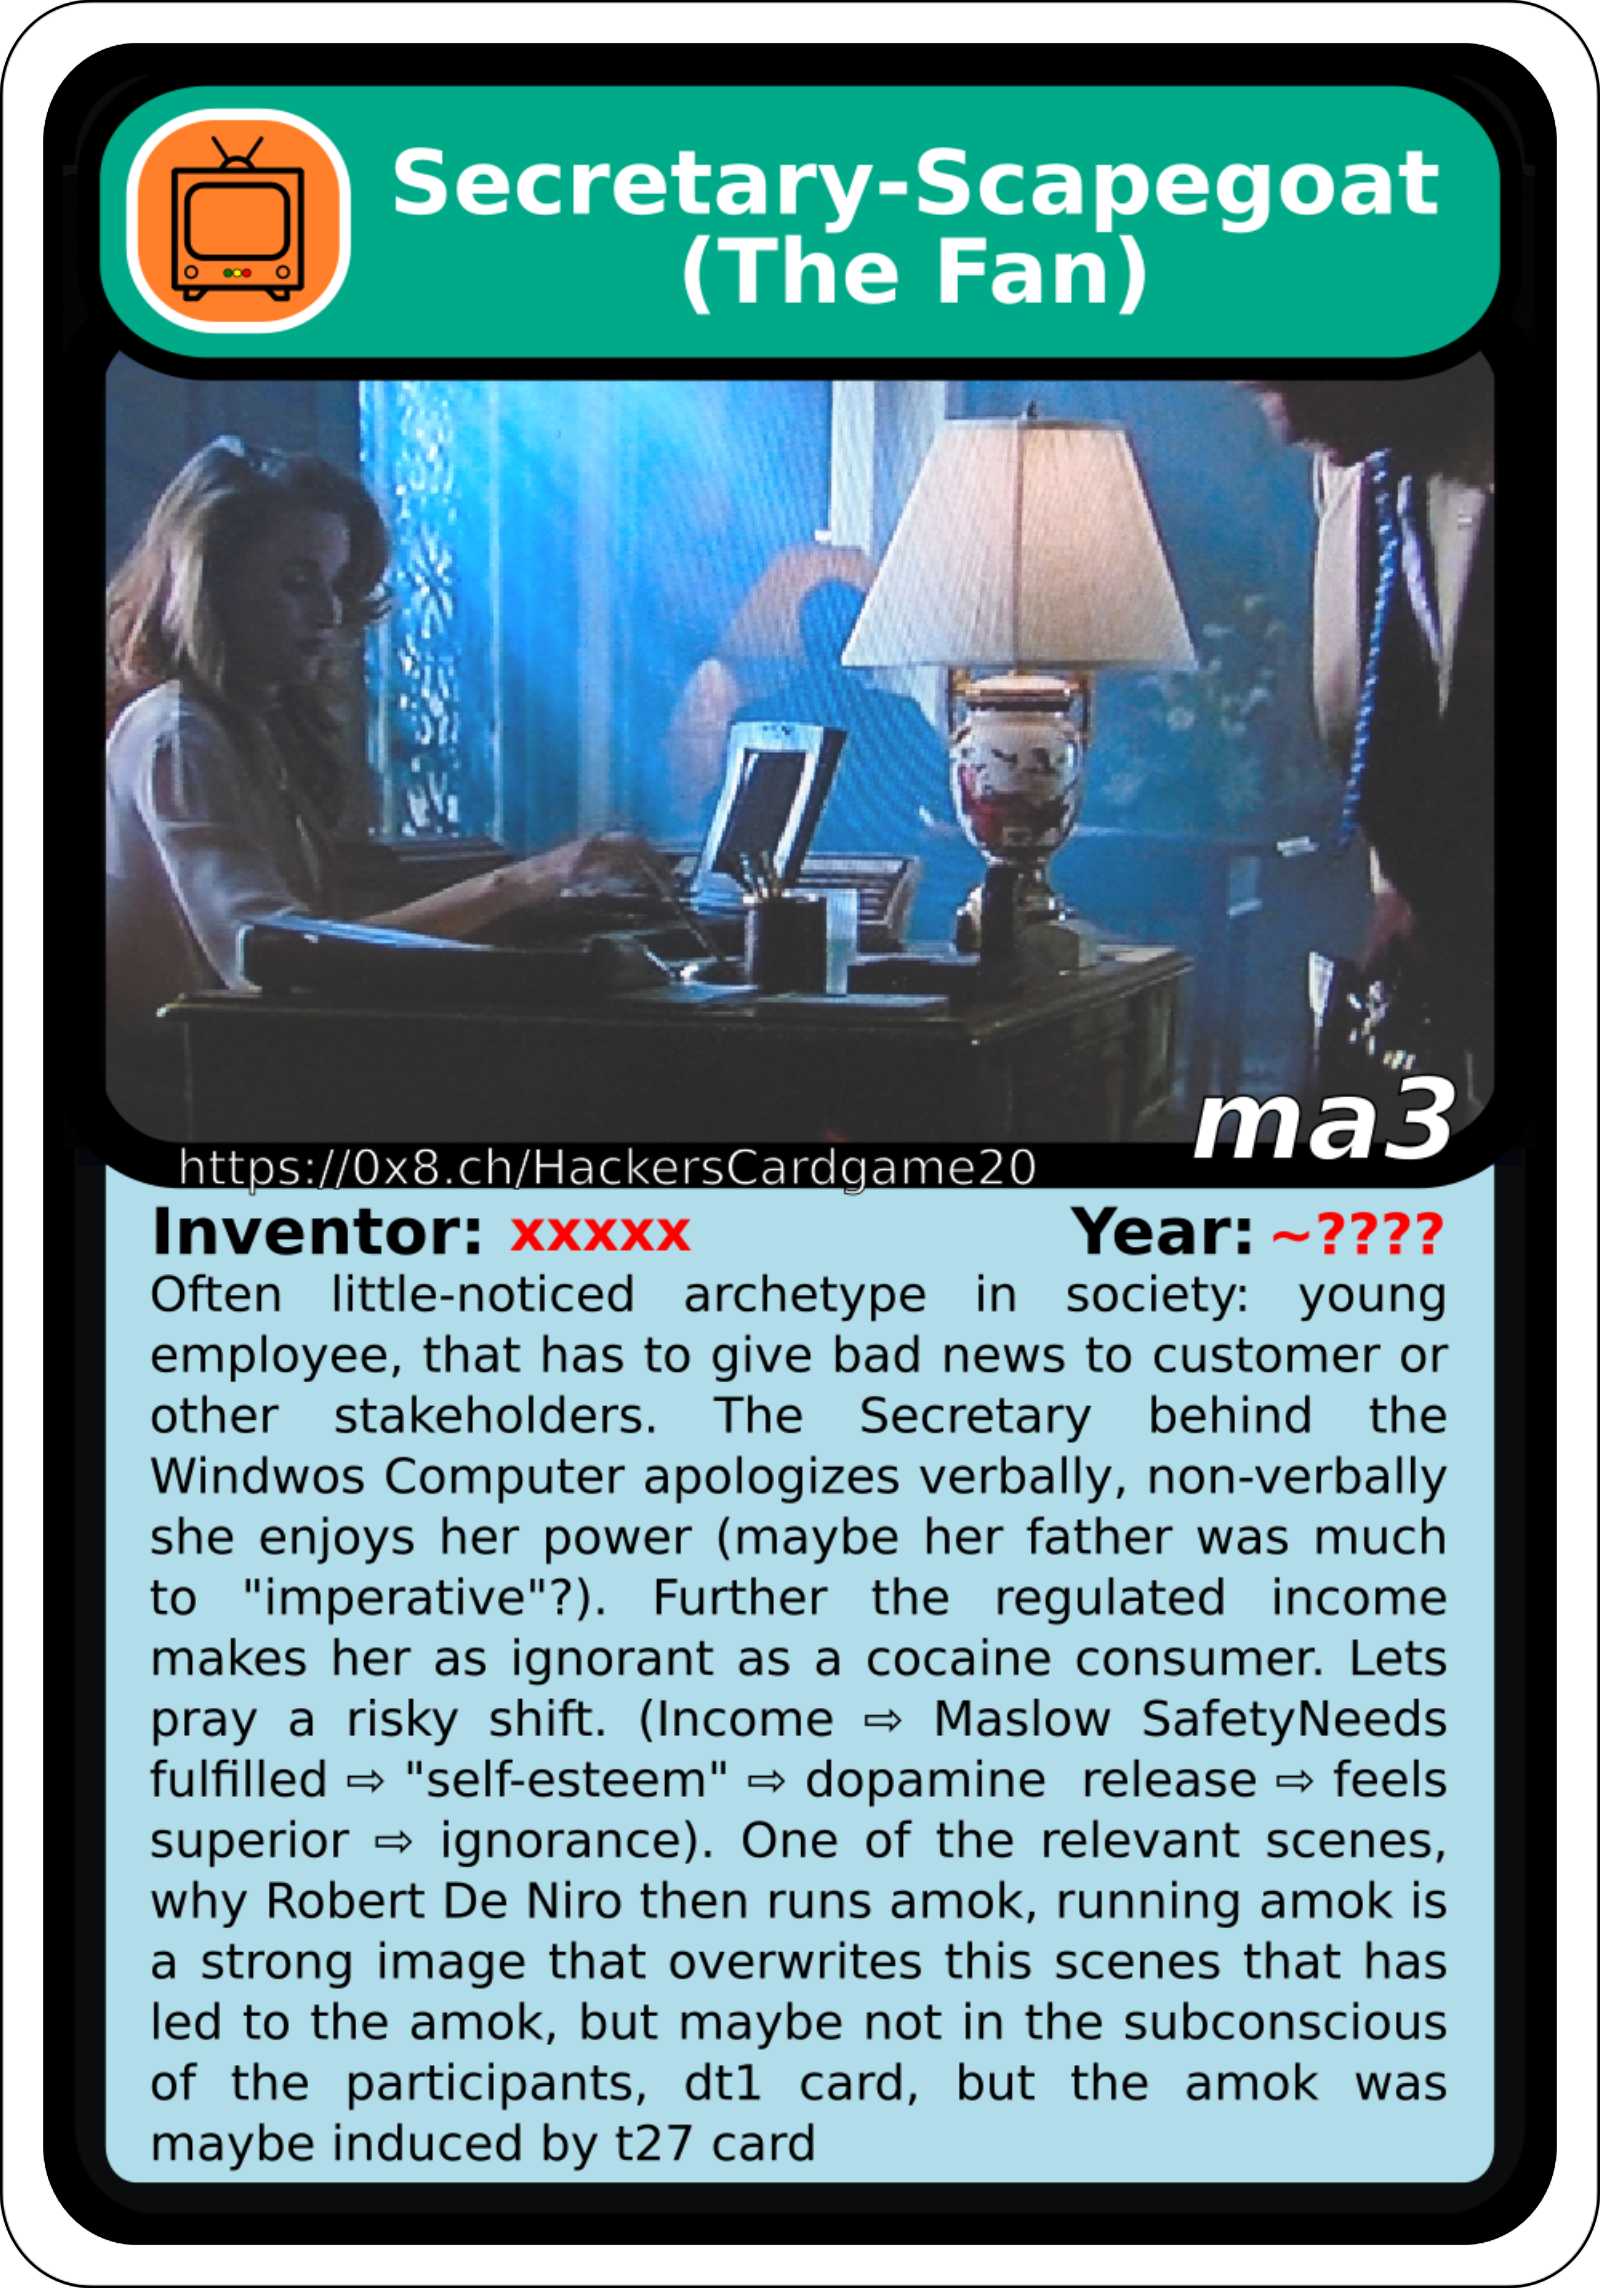 Secretary-Scapegoat
(The Fan)
ma3
https://0x8.ch/HackersCardgame20
Inventor: xxxxx Year: ~????
Often little-noticed archetype in society: young
employee, that has to give bad news to customer or
other stakeholders. The Secretary behind the
Windwos Computer apologizes verbally, non-verbally
she enjoys her power (maybe her father was much
to "imperative"?). Further the regulated income
makes her as ignorant as a cocaine consumer. Lets
pray a risky shift. (Income ⇨ Maslow SafetyNeeds
fulfilled ⇨ "self-esteem" ⇨ dopamine release ⇨ feels
superior ⇨ ignorance). One of the relevant scenes,
why Robert De Niro then runs amok, running amok is
a strong image that overwrites this scenes that has
led to the amok, but maybe not in the subconscious
of the participants, dt1 card, but the amok was
maybe induced by t27 card